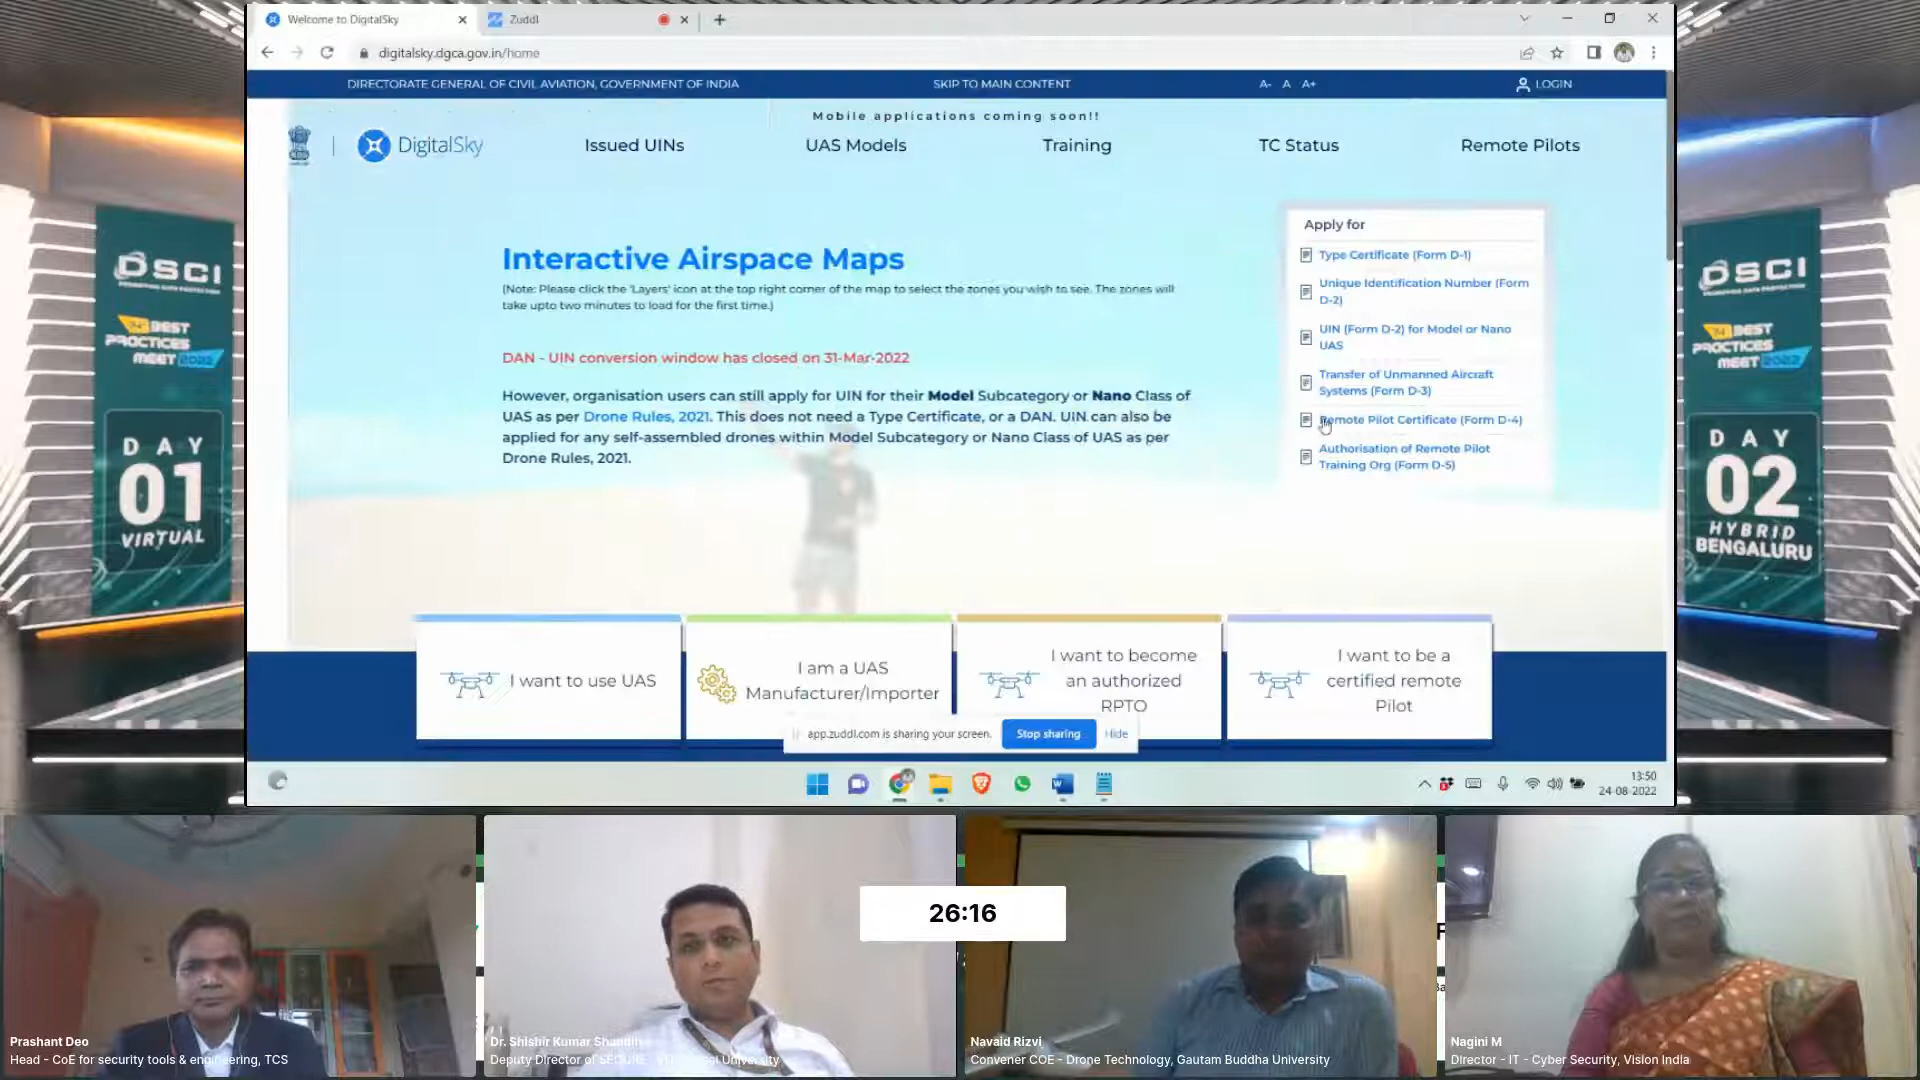 Welcome to DigitalSky
Zuddl
digitalsky.dgca.gov.in/home
DIRECTORATE GENERAL OF CIVIL AVIATION, GOVERNMENT OF INDIA
SKIP TO MAIN CONTENT
A- A A+
LOGIN
Mobile applications coming soon!!
DigitalSky
Issued UINs
UAS Models
Training
TC Status
Remote Pilots
Interactive Airspace Maps
(Note: Please click the 'Layers' icon at the top right corner of the map to select the zones you wish to see. The zones will
take upto two minutes to load for the first time.)
DAN - UIN conversion window has closed on 31-Mar-2022
However, organisation users can still apply for UIN for their Model Subcategory or Nano Class of
UAS as per Drone Rules, 2021. This does not need a Type Certificate, or a DAN. UIN can also be
applied for any self-assembled drones within Model Subcategory or Nano Class of UAS as per
Drone Rules, 2021.
Apply for
Type Certificate (Form D-1)
Unique Identification Number (Form
D-2)
UIN (Form D-2) for Model or Nano
UAS
Transfer of Unmanned Aircraft
Systems (Form D-3)
Remote Pilot Certificate (Form D-4)
Authorisation of Remote Pilot
Training Org (Form D-5)
I want to use UAS
I am a UAS
Manufacturer/Importer
I want to become
an authorized
RPTO
I want to be a
certified remote
Pilot
app.zuddl.com is sharing your screen.
Stop sharing
Hide
13:50
24-08-2022
DSCI
BEST
PRACTICES
MEET 2022
DAY
01
VIRTUAL
DSCI
BEST
PRACTICES
MEET 2022
DAY
02
HYBRID
BENGALURU
26:16
Prashant Deo
Head - CoE for security tools & engineering, TCS
Dr. Shishir Kumar
Deputy Director of
University
Navaid Rizvi
Convener COE - Drone Technology, Gautam Buddha University
Nagini M
Director - IT - Cyber Security, Vision India